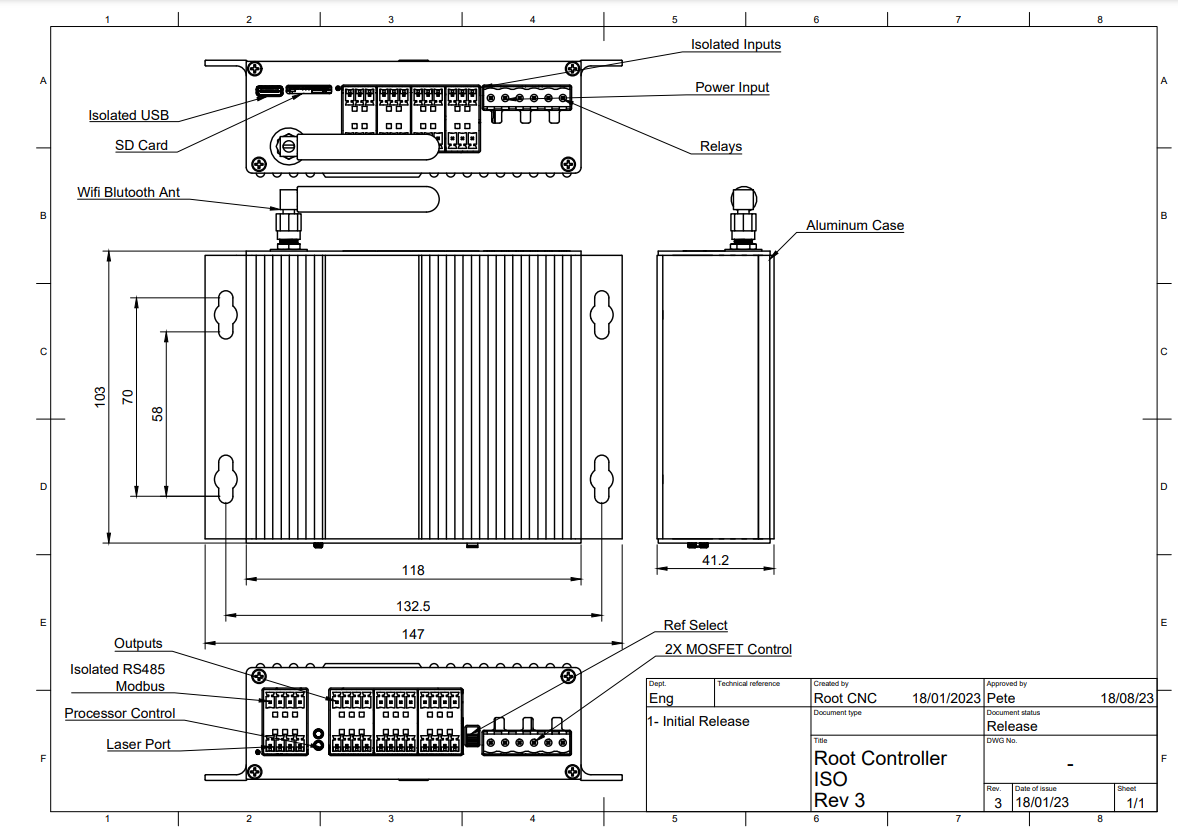 1 2 3 4 5 6 7 8
A A
Isolated Inputs
Power Input
Isolated USB
SD Card
Relays
Wifi Blutooth Ant
B B
Aluminum Case
C C
103
70
58
D D
41.2
118
132.5
147
E E
Ref Select
2X MOSFET Control
Outputs
Isolated RS485
Modbus
Processor Control
Laser Port
F F
Dept.
Eng
Technical reference
Created by
Root CNC 18/01/2023
Approved by
Pete 18/08/23
1- Initial Release
Document type
Document status
Release
Title
Root Controller
ISO
Rev 3
DWG No.
-
Rev.
3
Date of issue
18/01/23
Sheet
1/1
1 2 3 4 5 6 7 8